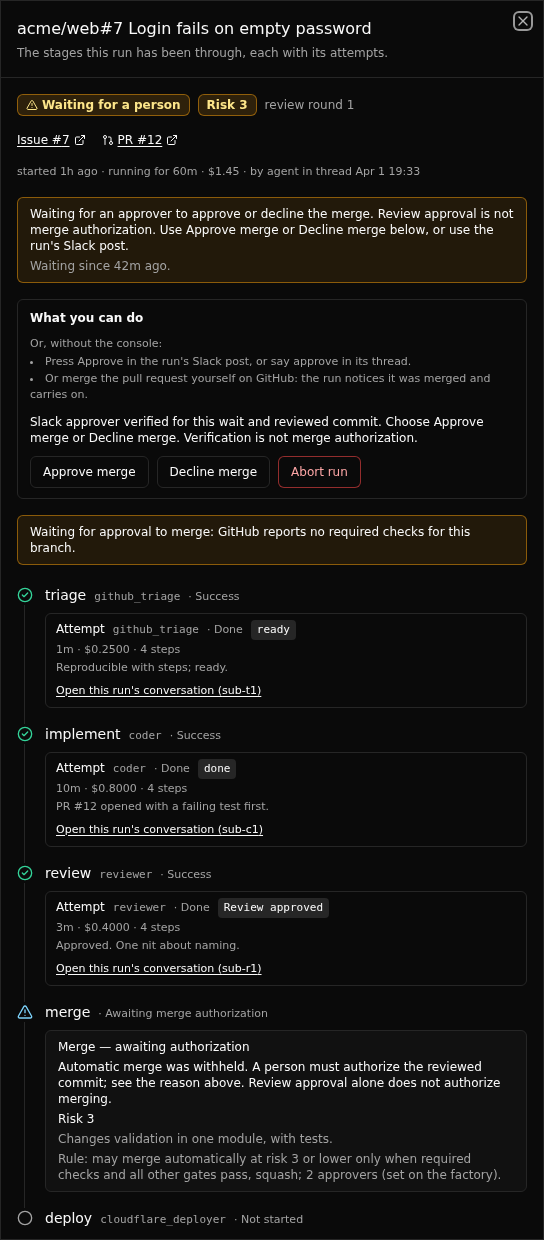 acme/web#7 Login fails on empty password
The stages this run has been through, each with its attempts.
Waiting for a person Risk 3 review round 1
Issue #7 PR #12
started 1h ago · running for 60m · $1.45 · by agent in thread Apr 1 19:33
Waiting for an approver to approve or decline the merge. Review approval is not
merge authorization. Use Approve merge or Decline merge below, or use the
run's Slack post.
Waiting since 42m ago.
What you can do
Or, without the console:
• Press Approve in the run's Slack post, or say approve in its thread.
• Or merge the pull request yourself on GitHub: the run notices it was merged and
carries on.
Slack approver verified for this wait and reviewed commit. Choose Approve
merge or Decline merge. Verification is not merge authorization.
Approve merge Decline merge Abort run
Waiting for approval to merge: GitHub reports no required checks for this
branch.
triage github_triage · Success
Attempt github_triage · Done ready
1m · $0.2500 · 4 steps
Reproducible with steps; ready.
Open this run's conversation (sub-t1)
implement coder · Success
Attempt coder · Done done
10m · $0.8000 · 4 steps
PR #12 opened with a failing test first.
Open this run's conversation (sub-c1)
review reviewer · Success
Attempt reviewer · Done Review approved
3m · $0.4000 · 4 steps
Approved. One nit about naming.
Open this run's conversation (sub-r1)
merge · Awaiting merge authorization
Merge — awaiting authorization
Automatic merge was withheld. A person must authorize the reviewed
commit; see the reason above. Review approval alone does not authorize
merging.
Risk 3
Changes validation in one module, with tests.
Rule: may merge automatically at risk 3 or lower only when required
checks and all other gates pass, squash; 2 approvers (set on the factory).
deploy cloudflare_deployer · Not started